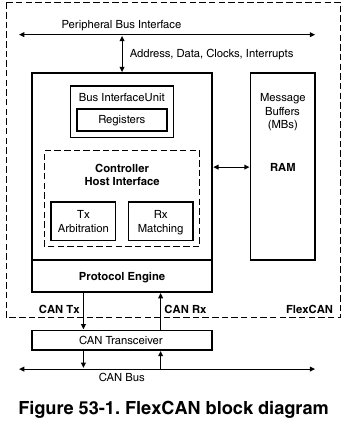 Peripheral Bus Interface
Address, Data, Clocks, Interrupts
Bus InterfaceUnit
Registers
Controller
Host Interface
Tx
Arbitration
Rx
Matching
Message
Buffers
(MBs)
RAM
Protocol Engine
CAN Tx
CAN Rx
FlexCAN
CAN Transceiver
CAN Bus
Figure 53-1. FlexCAN block diagram